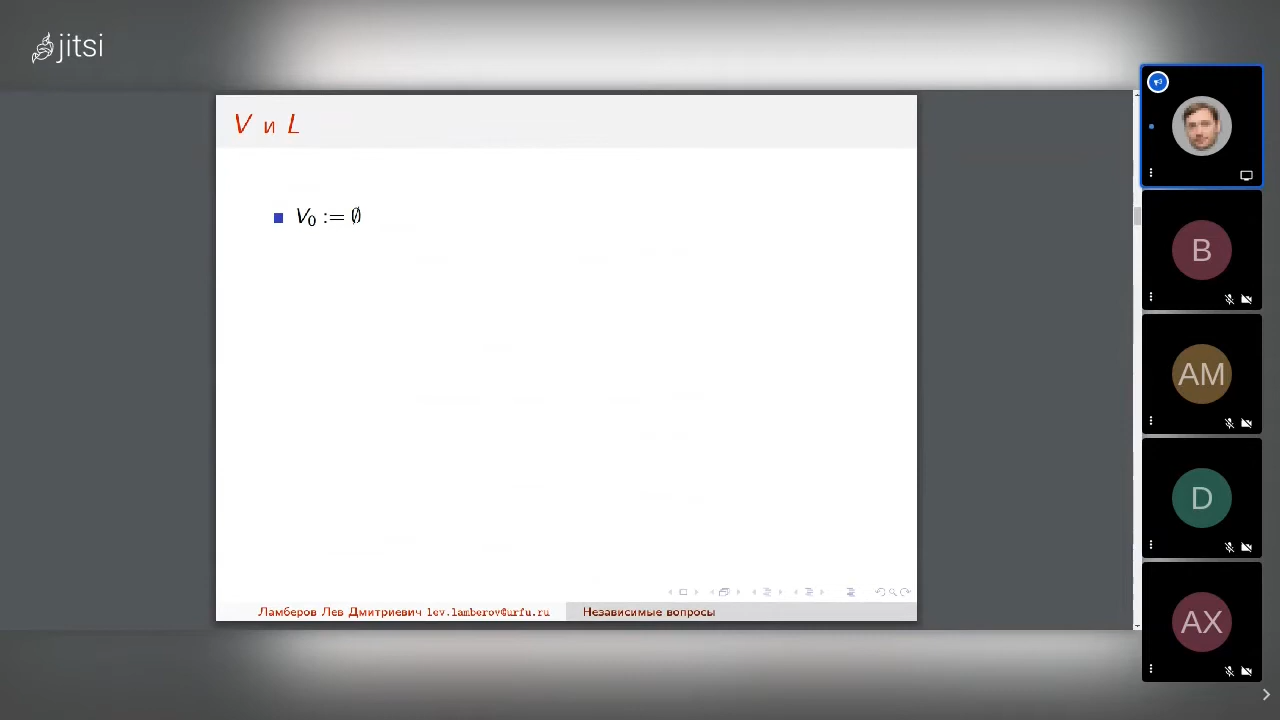 jitsi
V и L
V₀ := ∅
Ламберов Лев Дмитриевич lev.lamberov@urfu.ru
Независимые вопросы
B
AM
D
AX